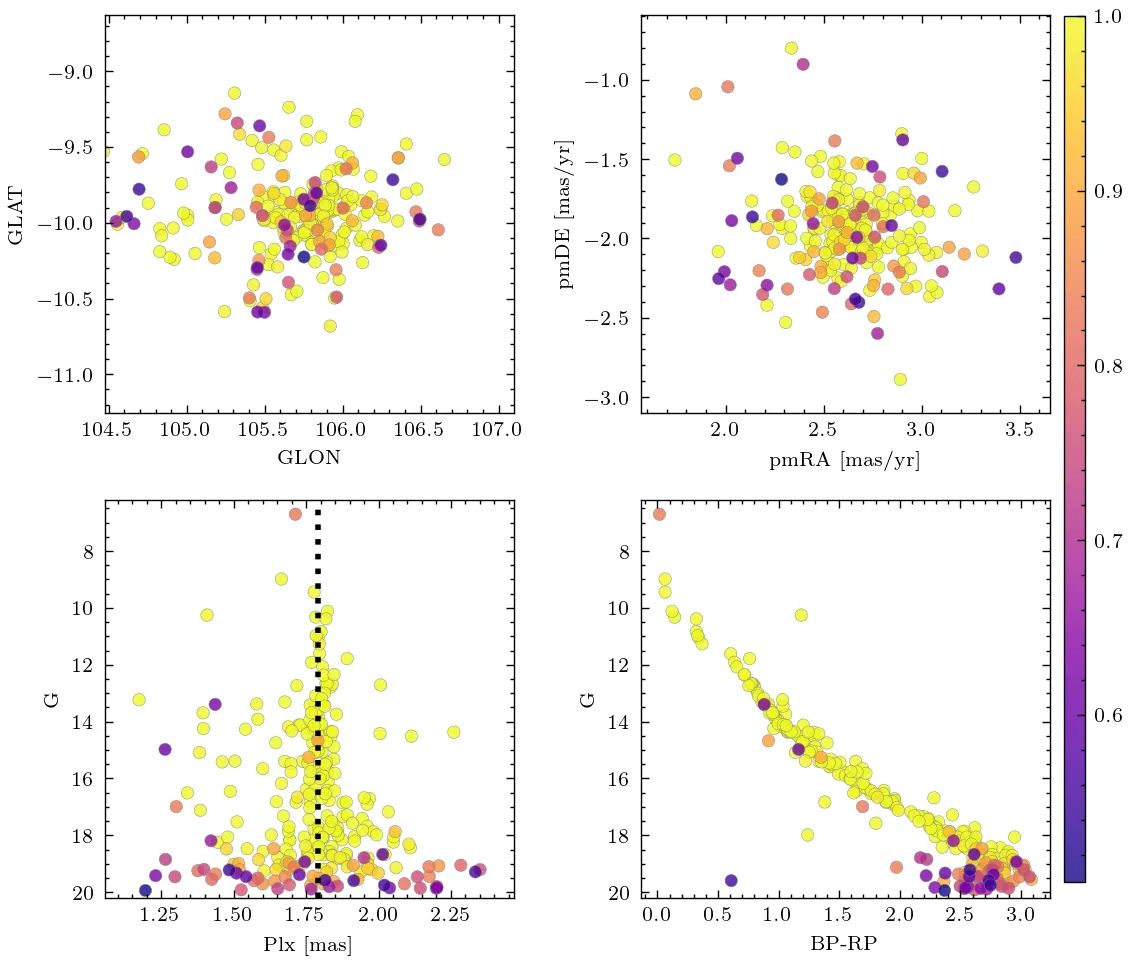 GLAT
−9.0
−9.5
−10.0
−10.5
−11.0
104.5 105.0 105.5 106.0 106.5 107.0
GLON
pmDE [mas/yr]
−1.0
−1.5
−2.0
−2.5
−3.0
2.0 2.5 3.0 3.5
pmRA [mas/yr]
1.0
0.9
0.8
0.7
0.6
G
8
10
12
14
16
18
20
1.25 1.50 1.75 2.00 2.25
Plx [mas]
G
8
10
12
14
16
18
20
0.0 0.5 1.0 1.5 2.0 2.5 3.0
BP-RP